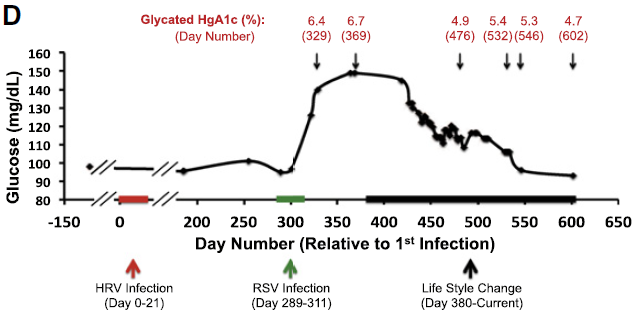 D
Glycated HgA1c (%): 6.4 6.7 4.9 5.4 5.3 4.7
(Day Number) (329) (369) (476) (532) (546) (602)
Glucose (mg/dL)
160
150
140
130
120
110
100
90
80
-150 0 200 250 300 350 400 450 500 550 600 650
Day Number (Relative to 1st Infection)
HRV Infection RSV Infection Life Style Change
(Day 0-21) (Day 289-311) (Day 380-Current)